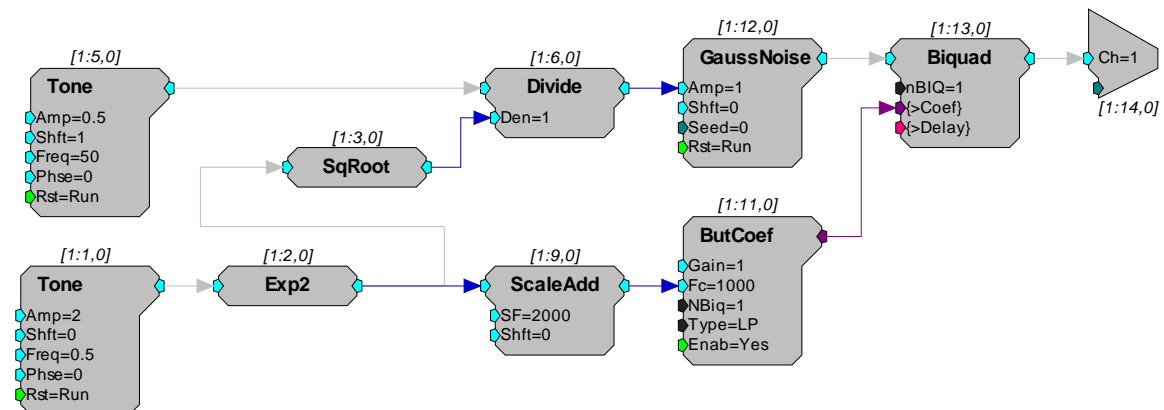 [1:5,0]
Tone
Amp=0.5
Shft=1
Freq=50
Phse=0
Rst=Run
[1:6,0]
Divide
Den=1
[1:12,0]
GaussNoise
Amp=1
Shft=0
Seed=0
Rst=Run
[1:13,0]
Biquad
nBIQ=1
{>Coef}
{>Delay}
Ch=1
[1:14,0]
[1:3,0]
SqRoot
[1:1,0]
Tone
Amp=2
Shft=0
Freq=0.5
Phse=0
Rst=Run
[1:2,0]
Exp2
[1:9,0]
ScaleAdd
SF=2000
Shft=0
[1:11,0]
ButCoef
Gain=1
Fc=1000
NBiq=1
Type=LP
Enab=Yes